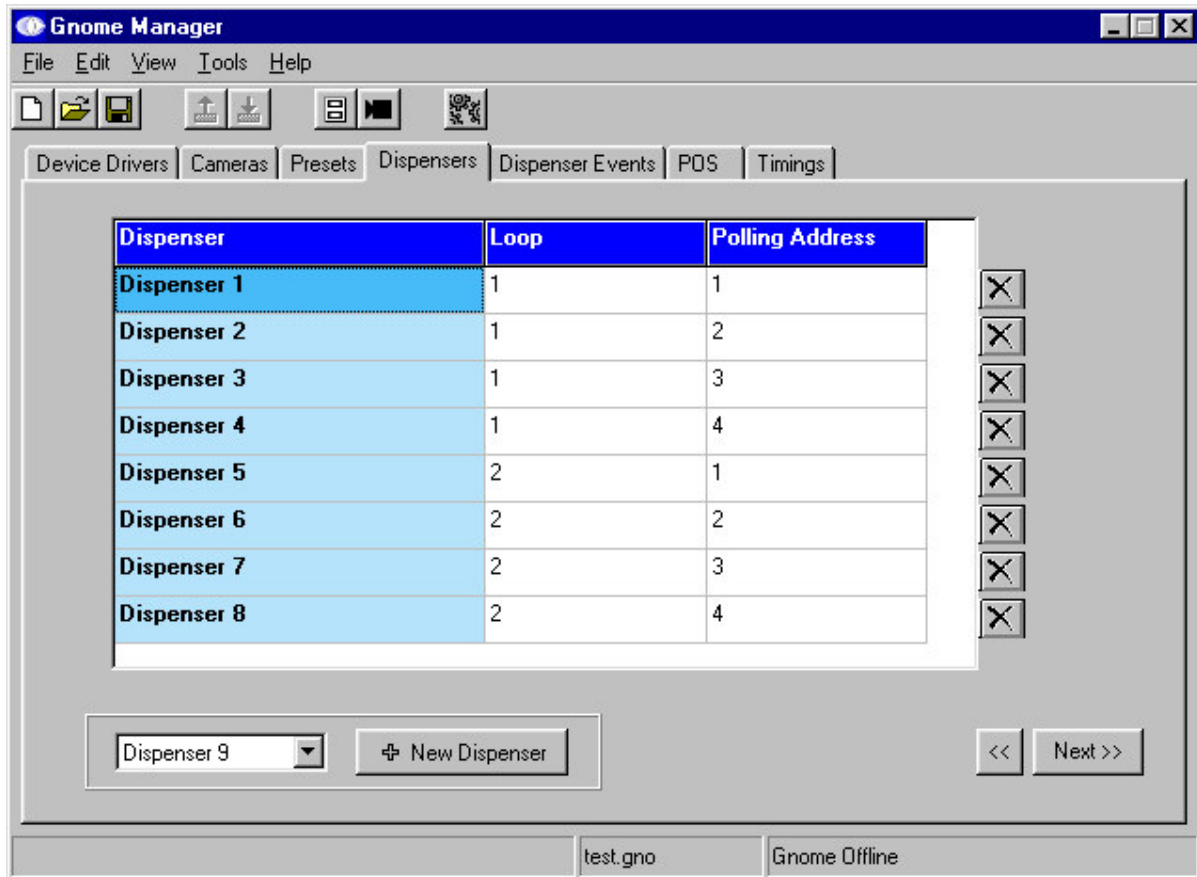 Gnome Manager
File Edit View Tools Help
Device Drivers Cameras Presets Dispensers Dispenser Events POS Timings
Dispenser Loop Polling Address
Dispenser 1 1 1
Dispenser 2 1 2
Dispenser 3 1 3
Dispenser 4 1 4
Dispenser 5 2 1
Dispenser 6 2 2
Dispenser 7 2 3
Dispenser 8 2 4
Dispenser 9 New Dispenser << Next >>
test.gno Gnome Offline